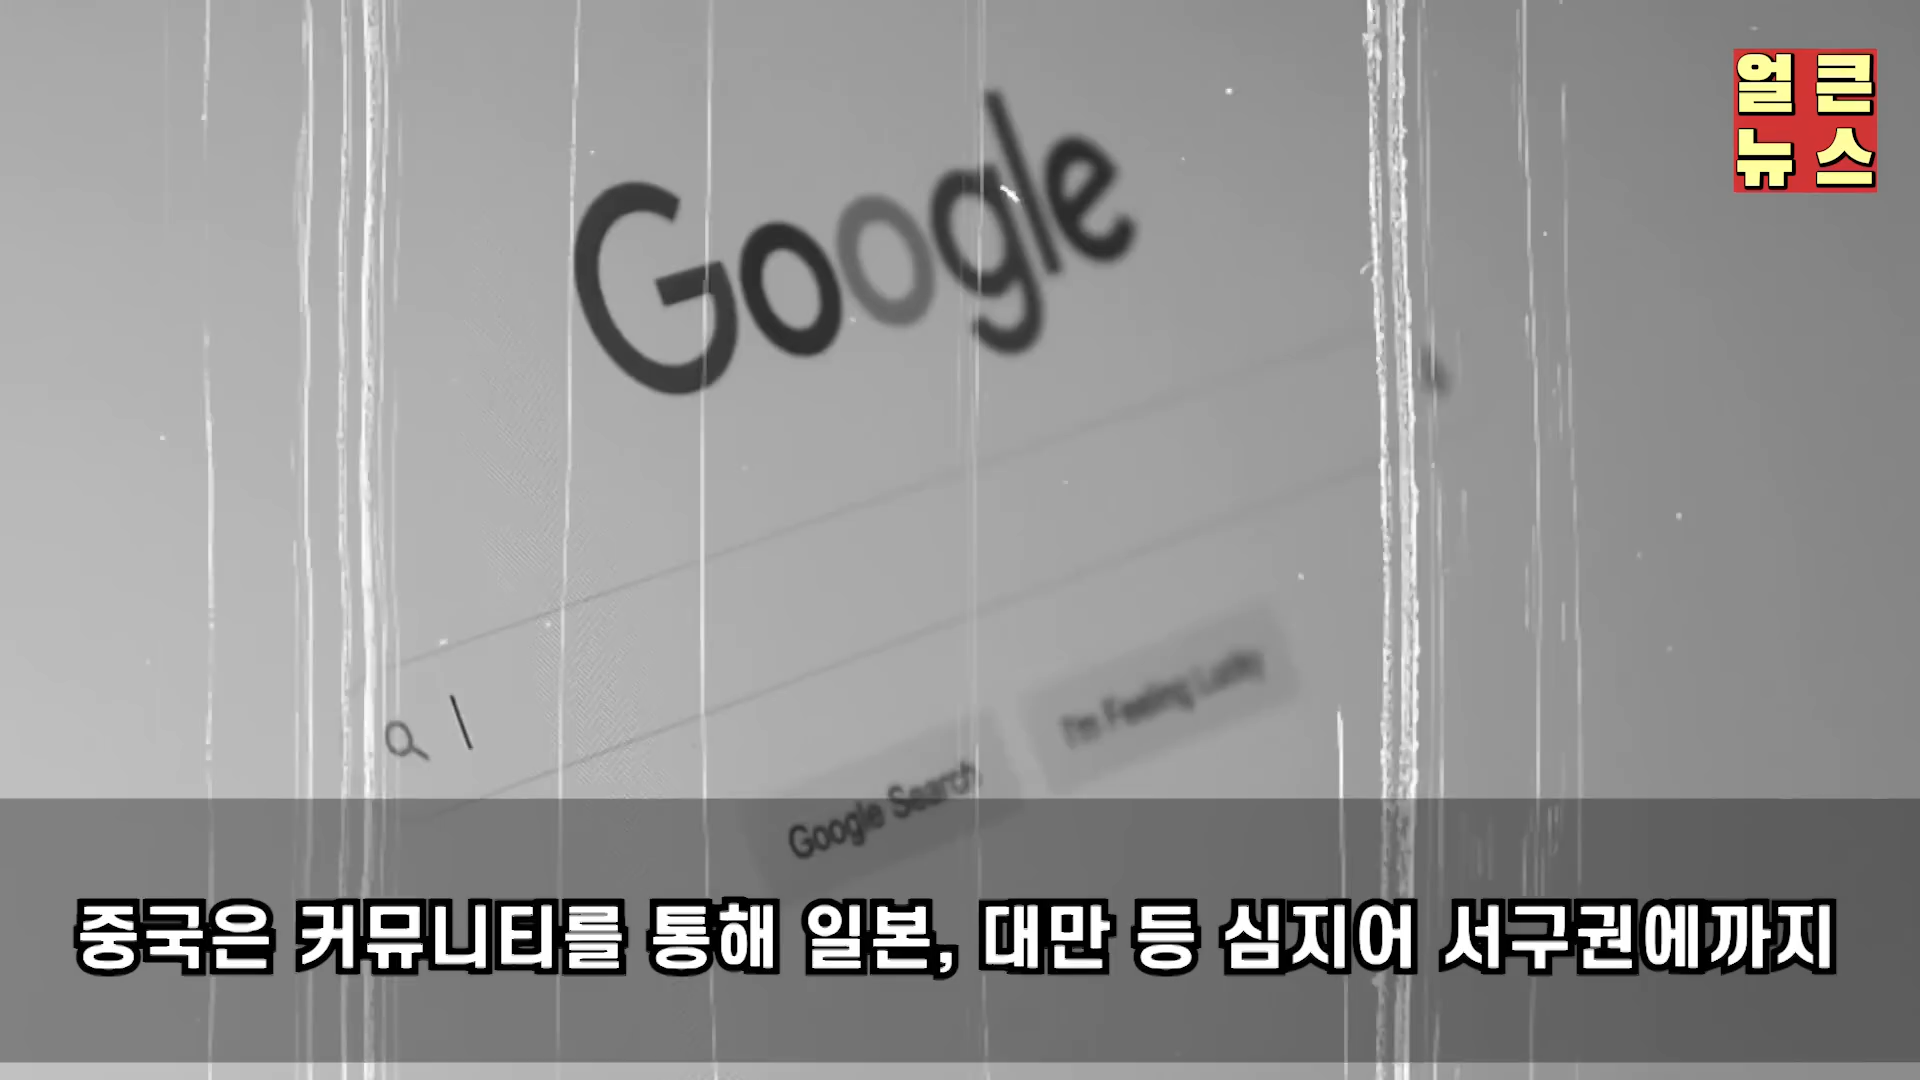 얼큰
뉴스
Google
I'm Feeling Lucky
Google Search
중국은 커뮤니티를 통해 일본, 대만 등 심지어 서구권에까지